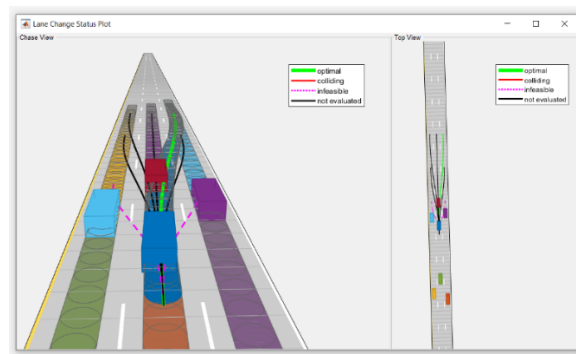 Lane Change Status Plot
Chase View
optimal
colliding
infeasible
not evaluated
Top View
optimal
colliding
infeasible
not evaluated